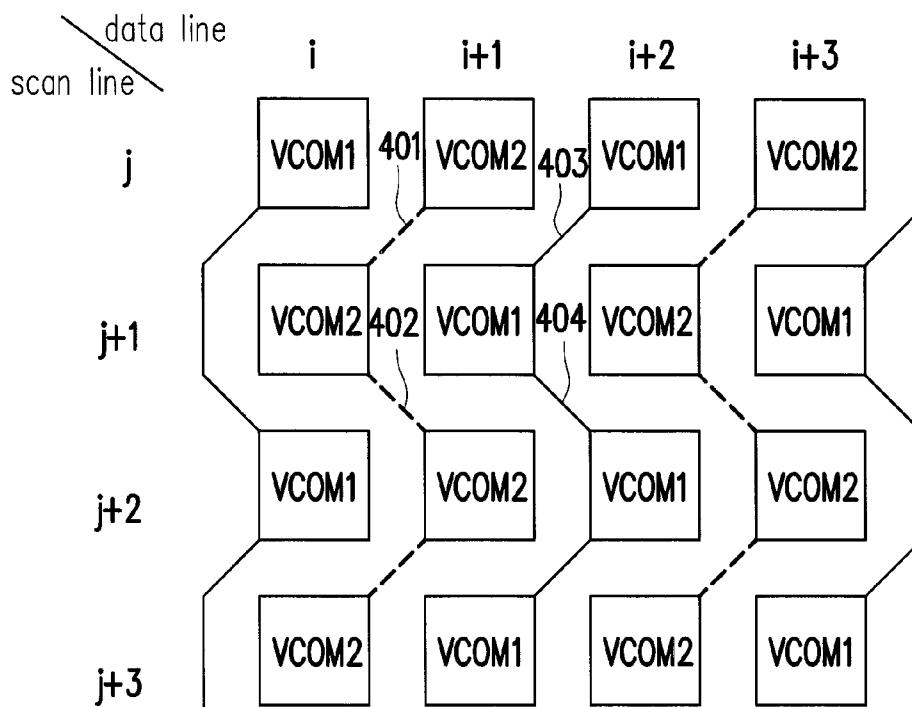 data line
scan line
i i+1 i+2 i+3
j VCOM1 401 VCOM2 403 VCOM1 VCOM2
j+1 VCOM2 402 VCOM1 404 VCOM2 VCOM1
j+2 VCOM1 VCOM2 VCOM1 VCOM2
j+3 VCOM2 VCOM1 VCOM2 VCOM1